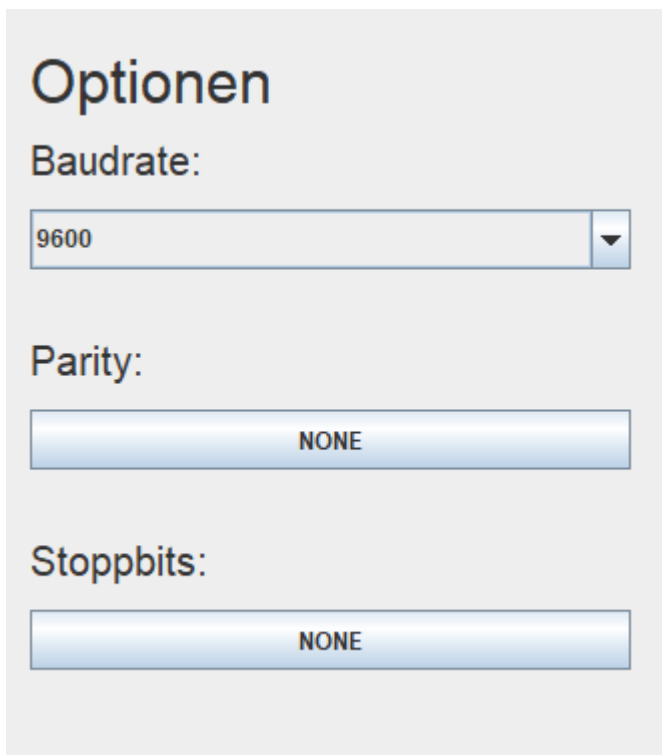 Optionen
Baudrate:
9600
Parity:
NONE
Stoppbits:
NONE